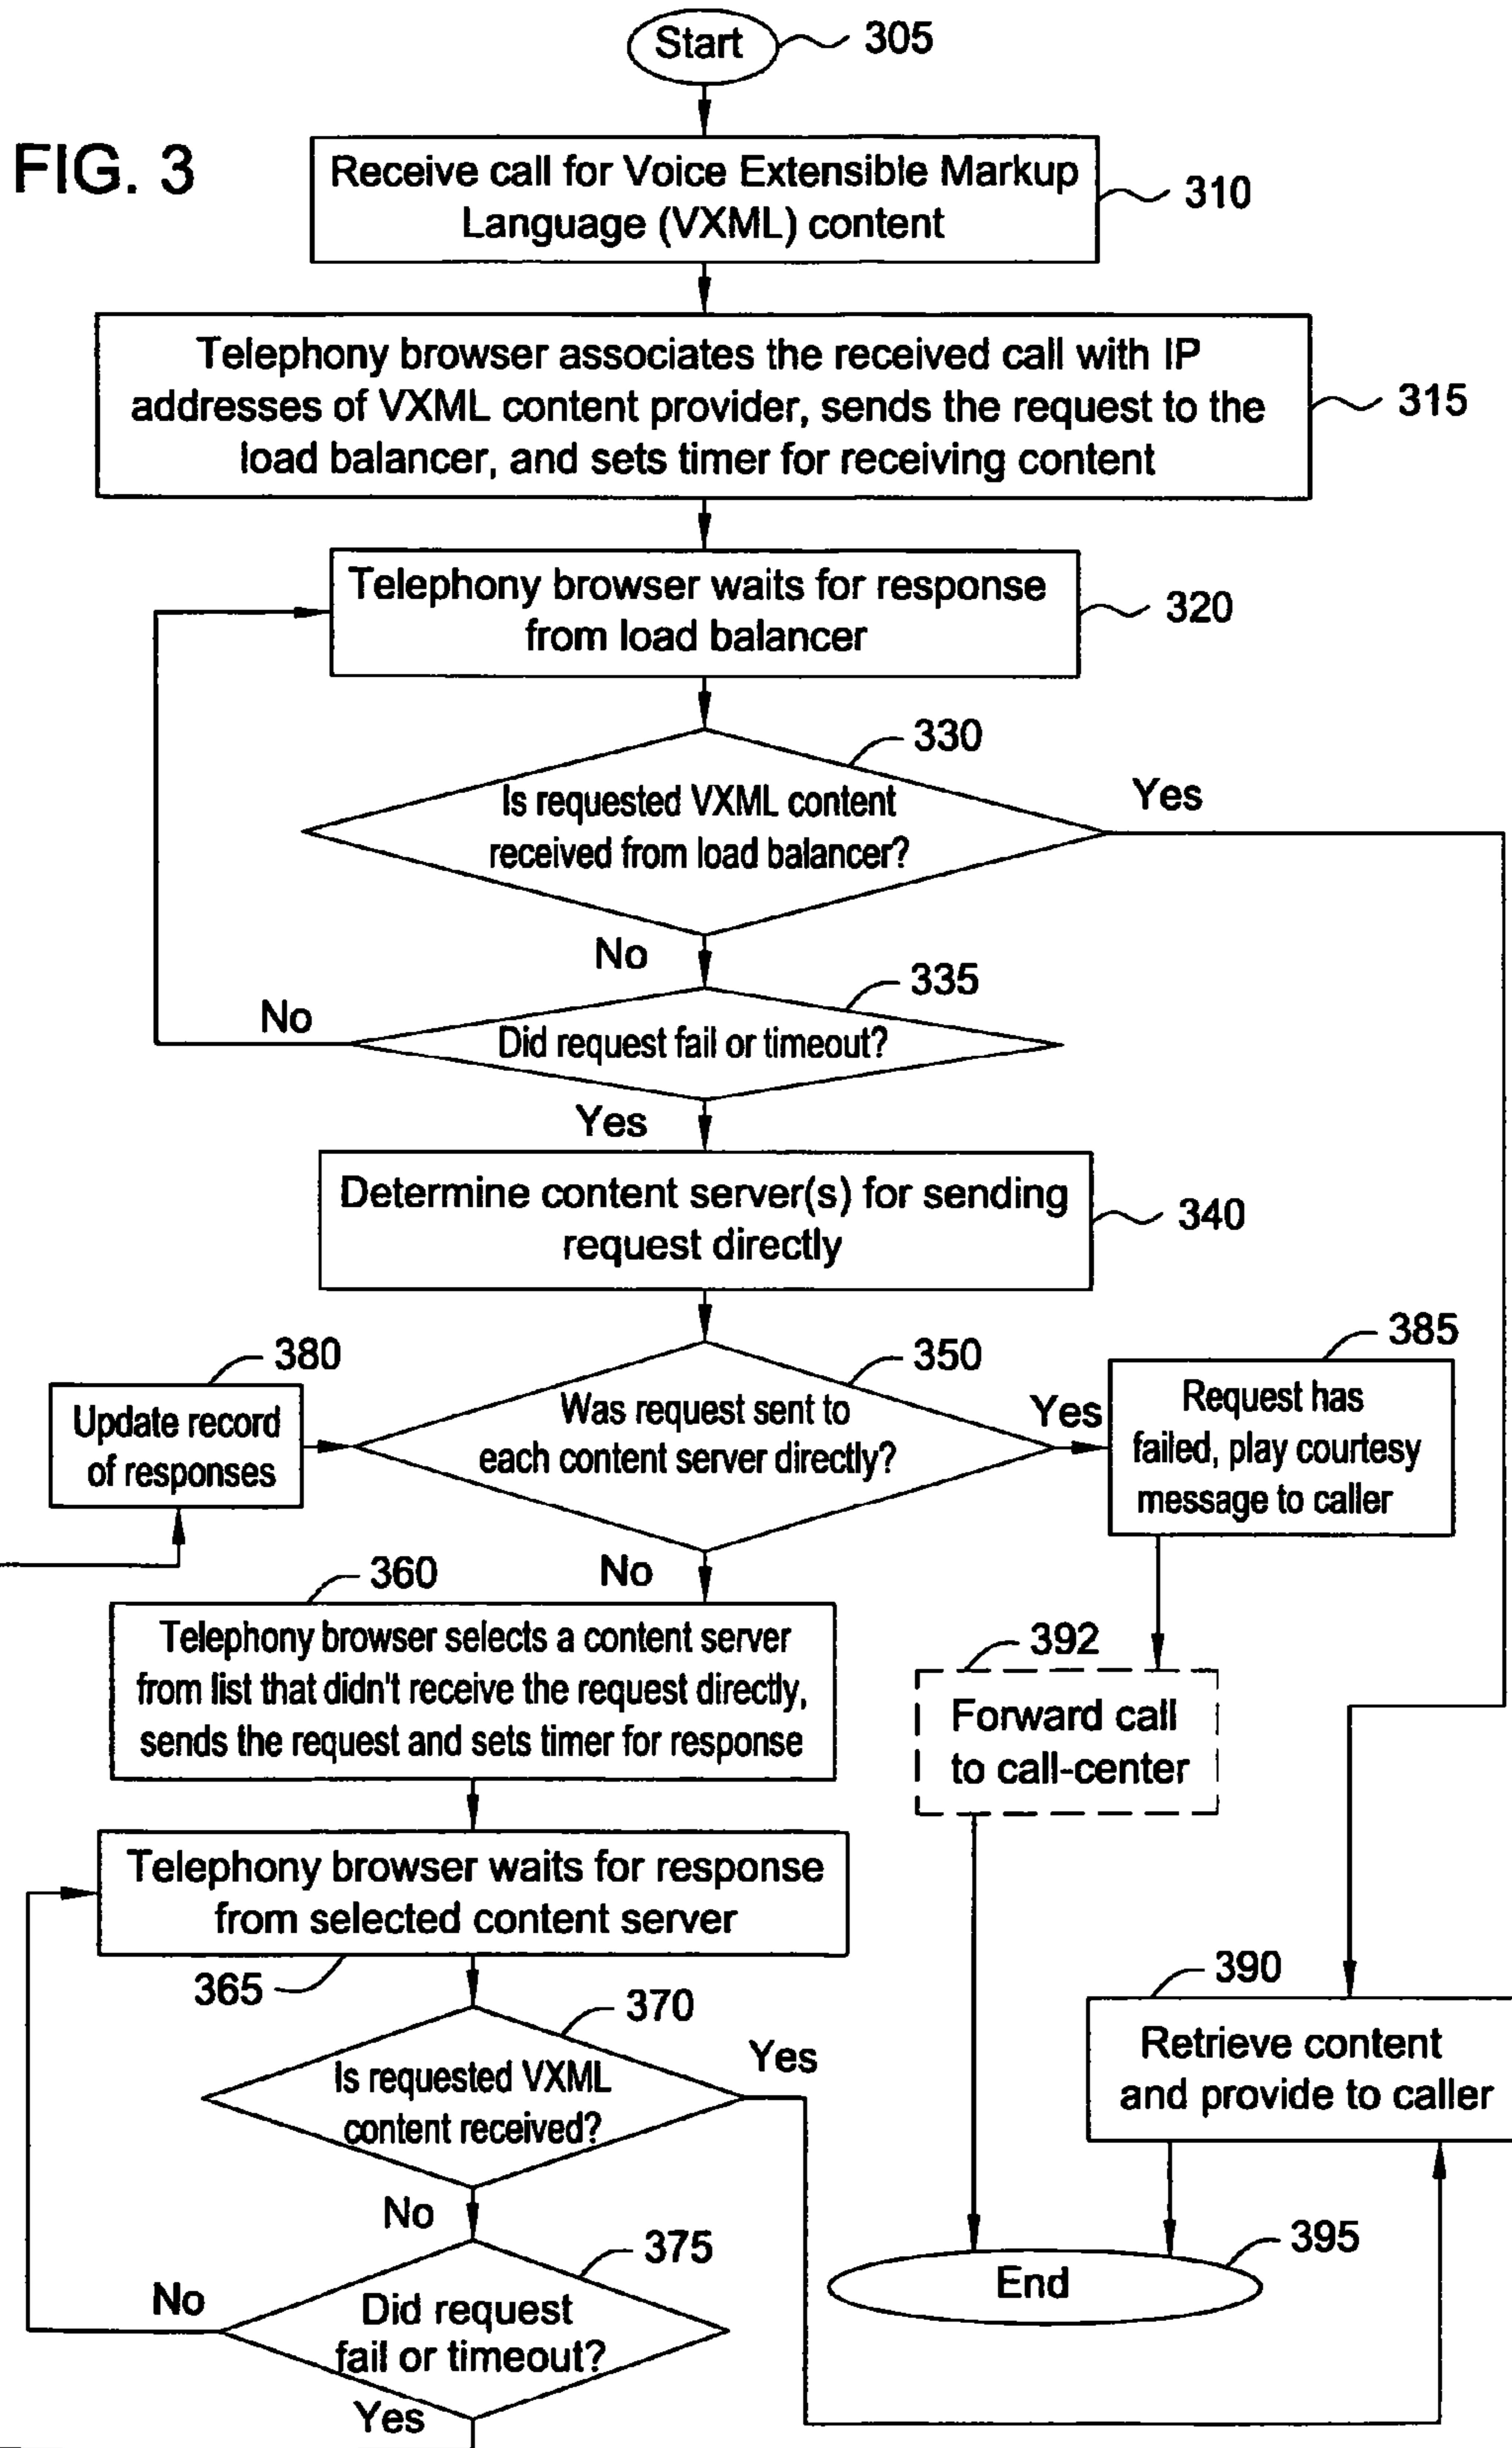 Start
305
FIG. 3
Receive call for Voice Extensible Markup
Language (VXML) content
310
Telephony browser associates the received call with IP
addresses of VXML content provider, sends the request to the
load balancer, and sets timer for receiving content
315
Telephony browser waits for response
from load balancer
320
330
Is requested VXML content
received from load balancer?
Yes
No
335
Did request fail or timeout?
No
Yes
Determine content server(s) for sending
request directly
340
380
Update record
of responses
350
Was request sent to
each content server directly?
Yes
385
Request has
failed, play courtesy
message to caller
No
360
Telephony browser selects a content server
from list that didn't receive the request directly,
sends the request and sets timer for response
392
Forward call
to call-center
Telephony browser waits for response
from selected content server
365
370
Is requested VXML
content received?
Yes
390
Retrieve content
and provide to caller
No
375
Did request
fail or timeout?
No
Yes
395
End